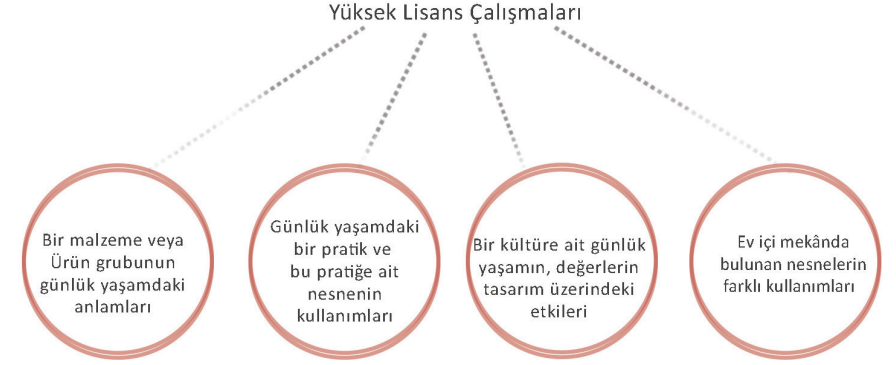 Yüksek Lisans Çalışmaları
Bir malzeme veya
Ürün grubunun
günlük yaşamdaki
anlamları
Günlük yaşamdaki
bir pratik ve
bu pratiğe ait
nesnenin
kullanımları
Bir kültüre ait günlük
yaşamın, değerlerin
tasarım üzerindeki
etkileri
Ev içi mekânda
bulunan nesnelerin
farklı kullanımları